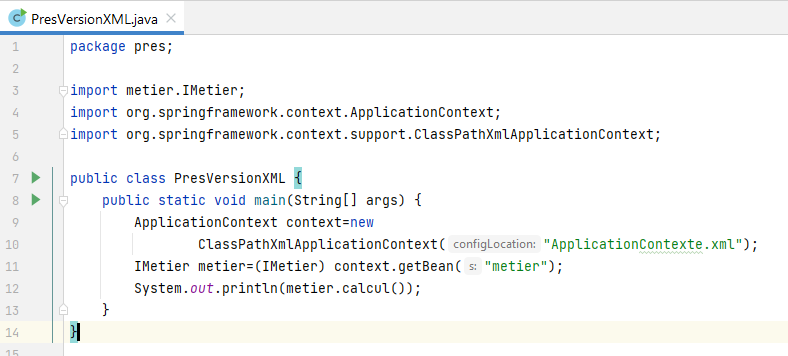 PresVersionXML.java
1 package pres;
2
3 import metier.IMetier;
4 import org.springframework.context.ApplicationContext;
5 import org.springframework.context.support.ClassPathXmlApplicationContext;
6
7 public class PresVersionXML {
8 public static void main(String[] args) {
9 ApplicationContext context=new
10 ClassPathXmlApplicationContext( configLocation: "ApplicationContexte.xml");
11 IMetier metier=(IMetier) context.getBean( s: "metier");
12 System.out.println(metier.calcul());
13 }
14 }
15